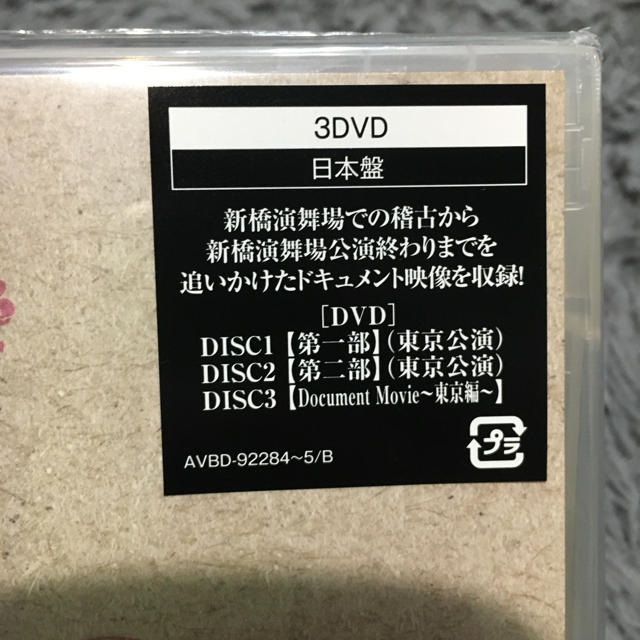 3DVD
日本盤
新橋演舞場での稽古から
新橋演舞場公演終わりまでを
追いかけたドキュメント映像を収録!
[DVD]
DISC1【第一部】(東京公演)
DISC2【第二部】(東京公演)
DISC3【Document Movie～東京編～】
プラ
AVBD-92284～5/B